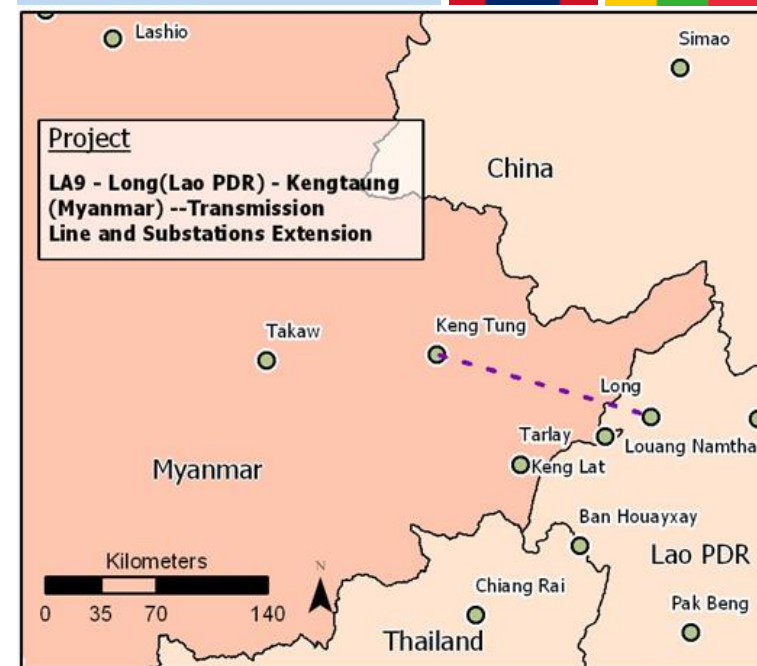 Lashio
Simao
Project
LA9 - Long(Lao PDR) - Kengtaung
(Myanmar) --Transmission
Line and Substations Extension
China
Takaw
Keng Tung
Long
Tarlay
Louang Namtha
Keng Lat
Myanmar
Ban Houayxay
Lao PDR
Kilometers
N
0 35 70 140
Chiang Rai
Pak Beng
Thailand